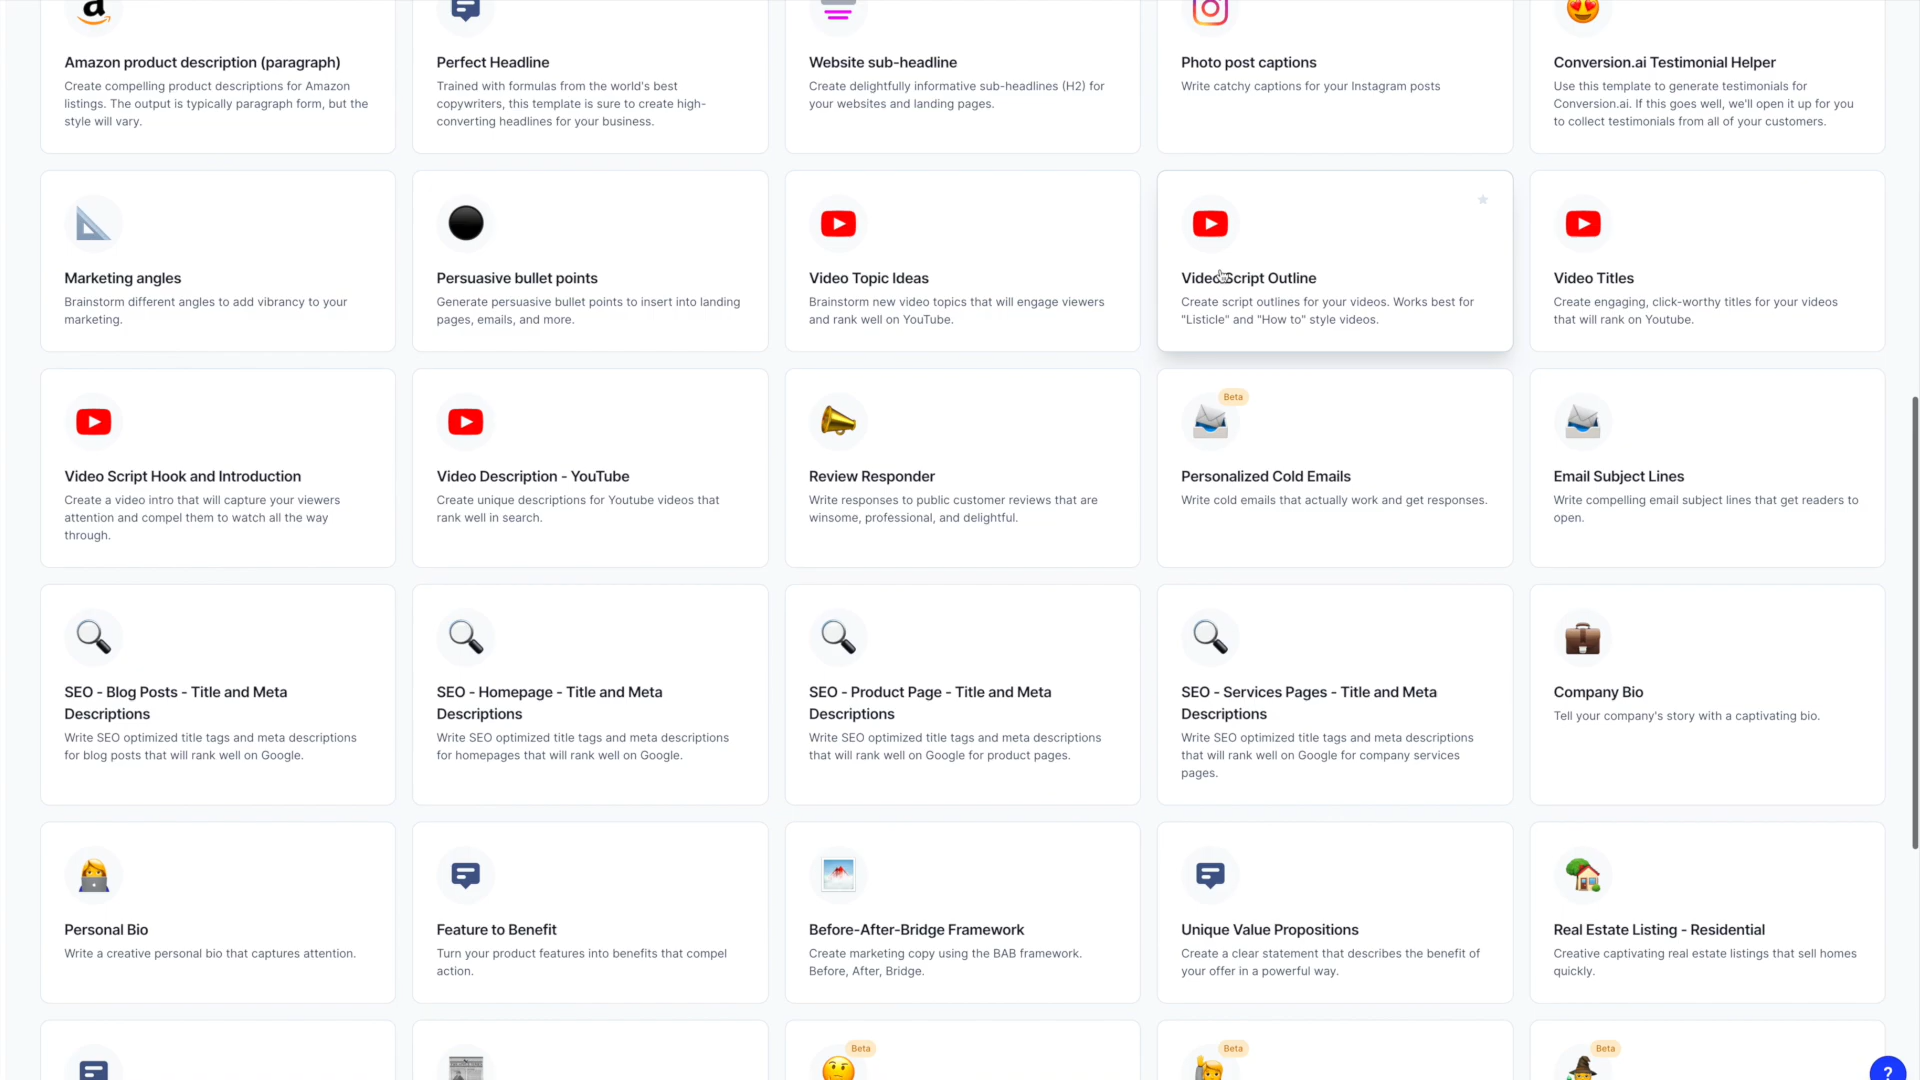 Amazon product description (paragraph)
Create compelling product descriptions for Amazon
listings. The output is typically paragraph form, but the
style will vary.
Perfect Headline
Trained with formulas from the world's best
copywriters, this template is sure to create high-
converting headlines for your business.
Website sub-headline
Create delightfully informative sub-headlines (H2) for
your websites and landing pages.
Photo post captions
Write catchy captions for your Instagram posts
Conversion.ai Testimonial Helper
Use this template to generate testimonials for
Conversion.ai. If this goes well, we'll open it up for you
to collect testimonials from all of your customers.
Marketing angles
Brainstorm different angles to add vibrancy to your
marketing.
Persuasive bullet points
Generate persuasive bullet points to insert into landing
pages, emails, and more.
Video Topic Ideas
Brainstorm new video topics that will engage viewers
and rank well on YouTube.
Video Script Outline
Create script outlines for your videos. Works best for
"Listicle" and "How to" style videos.
Video Titles
Create engaging, click-worthy titles for your videos
that will rank on Youtube.
Video Script Hook and Introduction
Create a video intro that will capture your viewers
attention and compel them to watch all the way
through.
Video Description - YouTube
Create unique descriptions for Youtube videos that
rank well in search.
Review Responder
Write responses to public customer reviews that are
winsome, professional, and delightful.
Beta
Personalized Cold Emails
Write cold emails that actually work and get responses.
Email Subject Lines
Write compelling email subject lines that get readers to
open.
SEO - Blog Posts - Title and Meta
Descriptions
Write SEO optimized title tags and meta descriptions
for blog posts that will rank well on Google.
SEO - Homepage - Title and Meta
Descriptions
Write SEO optimized title tags and meta descriptions
for homepages that will rank well on Google.
SEO - Product Page - Title and Meta
Descriptions
Write SEO optimized title tags and meta descriptions
that will rank well on Google for product pages.
SEO - Services Pages - Title and Meta
Descriptions
Write SEO optimized title tags and meta descriptions
that will rank well on Google for company services
pages.
Company Bio
Tell your company's story with a captivating bio.
Personal Bio
Write a creative personal bio that captures attention.
Feature to Benefit
Turn your product features into benefits that compel
action.
Before-After-Bridge Framework
Create marketing copy using the BAB framework.
Before, After, Bridge.
Unique Value Propositions
Create a clear statement that describes the benefit of
your offer in a powerful way.
Real Estate Listing - Residential
Creative captivating real estate listings that sell homes
quickly.
Beta
Beta
Beta
?